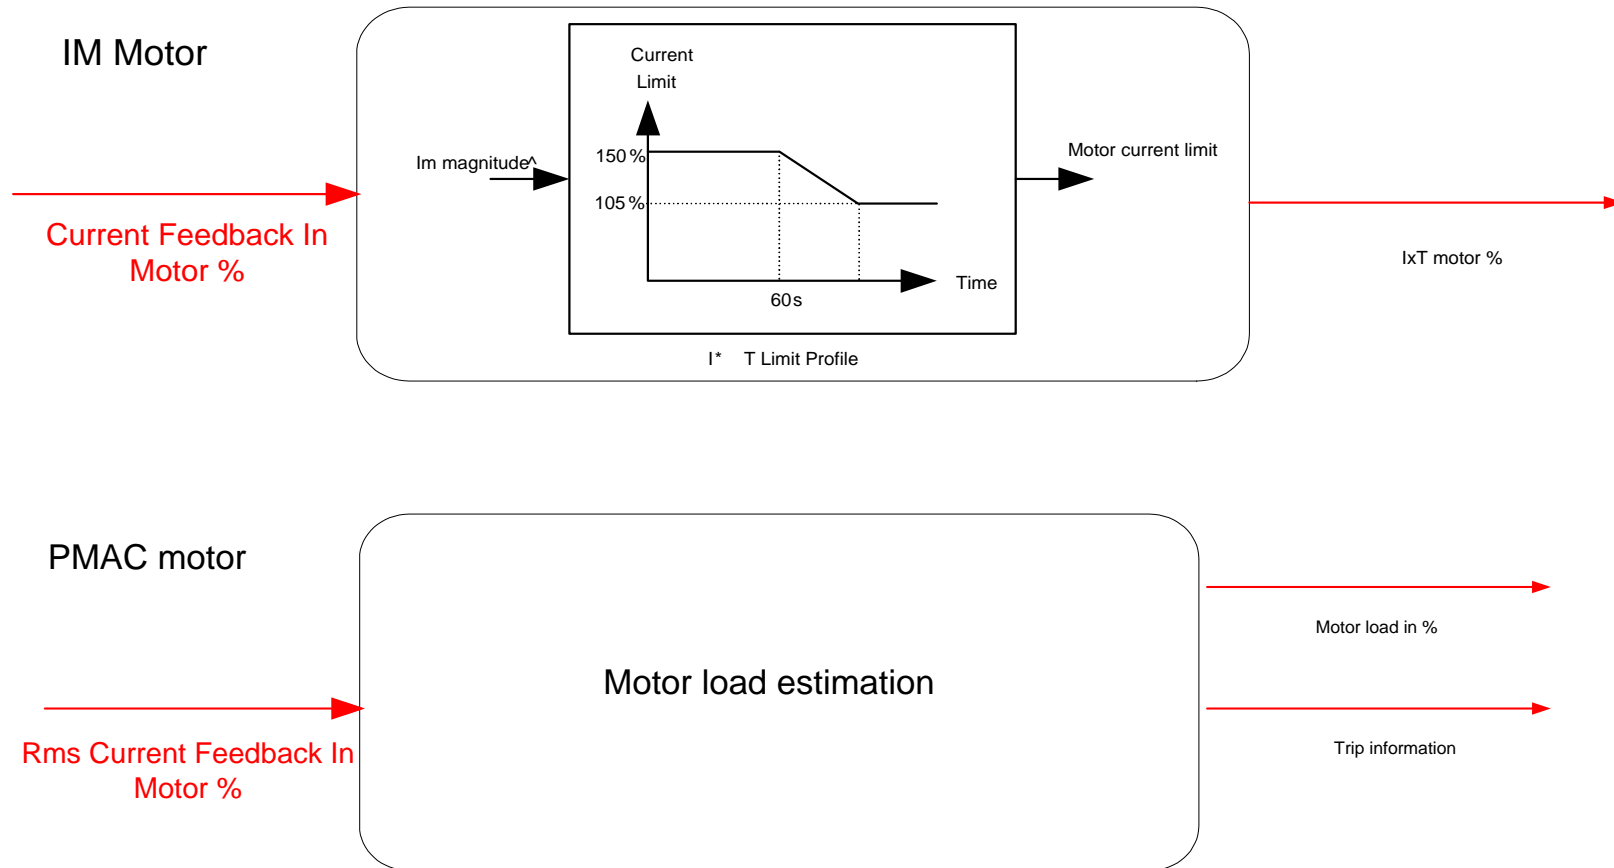 IM Motor
Current
Limit
150 %
105 %
60s
Time
Im magnitude^
Motor current limit
I* T Limit Profile
Current Feedback In
Motor %
IxT motor %
PMAC motor
Motor load estimation
Rms Current Feedback In
Motor %
Motor load in %
Trip information